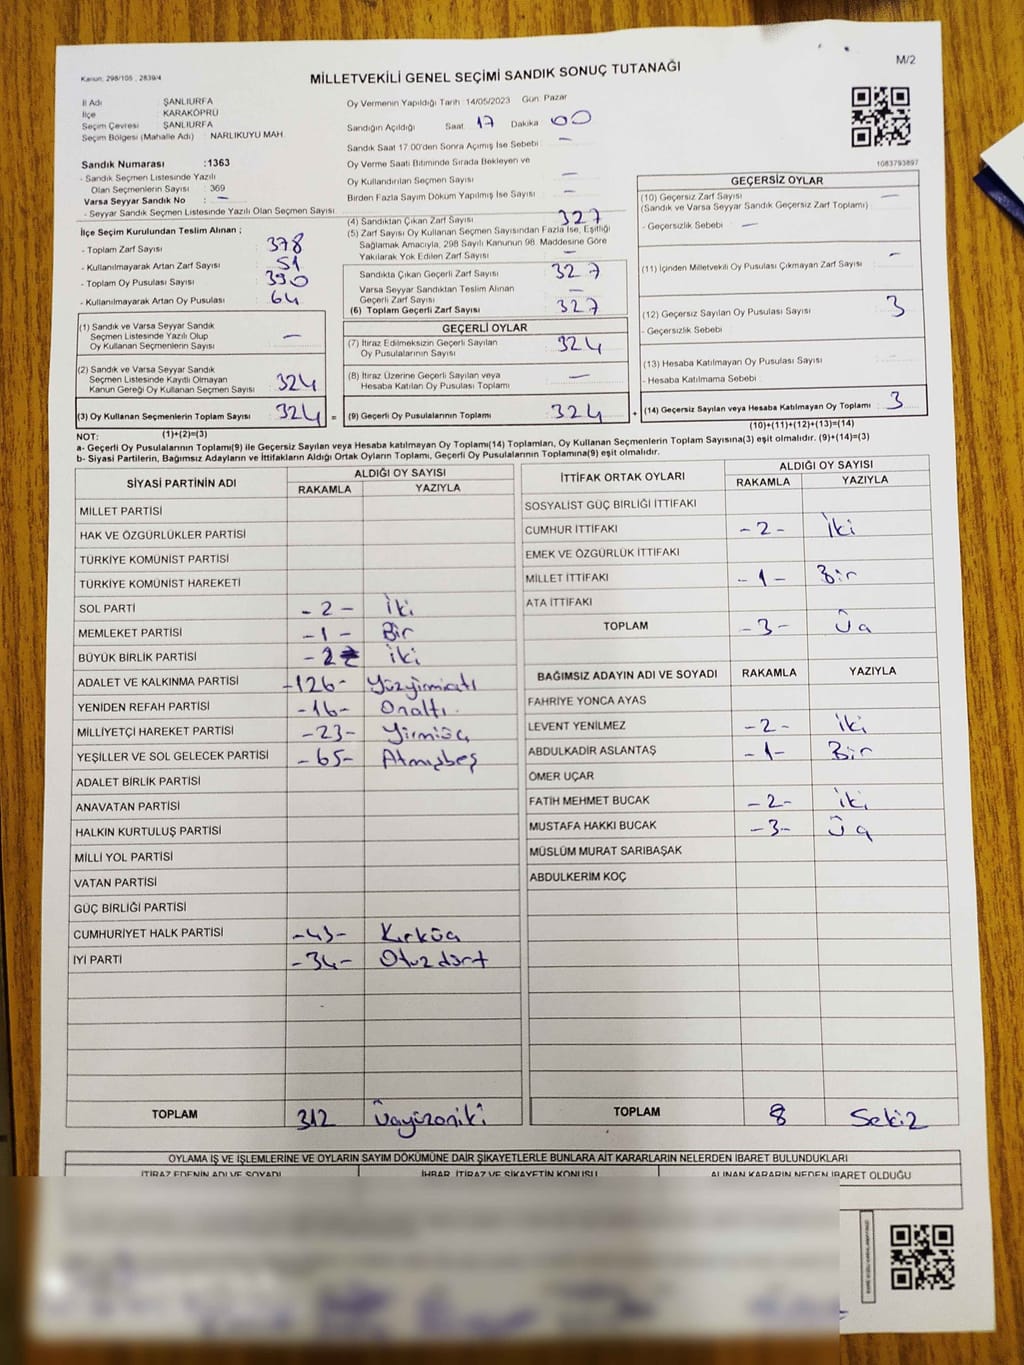 Kanun: 298/105 , 2839/4
MİLLETVEKİLİ GENEL SEÇİMİ SANDIK SONUÇ TUTANAĞI
M/2
İl Adı : ŞANLIURFA
İlçe : KARAKÖPRÜ
Seçim Çevresi : ŞANLIURFA
Seçim Bölgesi (Mahalle Adı) : NARLIKUYU MAH.
Sandık Numarası :1363
- Sandık Seçmen Listesinde Yazılı
Olan Seçmenlerin Sayısı : 369
Varsa Seyyar Sandık No : —
- Seyyar Sandık Seçmen Listesinde Yazılı Olan Seçmen Sayısı
İlçe Seçim Kurulundan Teslim Alınan ;
- Toplam Zarf Sayısı : 378
- Kullanılmayarak Artan Zarf Sayısı : 51
- Toplam Oy Pusulası Sayısı : 390
- Kullanılmayarak Artan Oy Pusulası : 64
(1) Sandık ve Varsa Seyyar Sandık
Seçmen Listesinde Yazılı Olup
Oy Kullanan Seçmenlerin Sayısı —
(2) Sandık ve Varsa Seyyar Sandık
Seçmen Listesinde Kayıtlı Olmayan
Kanun Gereği Oy Kullanan Seçmen Sayısı 324
(3) Oy Kullanan Seçmenlerin Toplam Sayısı 324 =
(1)+(2)=(3)
Oy Vermenin Yapıldığı Tarih 14/05/2023 Gün Pazar
Sandığın Açıldığı Saat 17 Dakika 00
Sandık Saat 17.00'den Sonra Açımış İse Sebebi —
Oy Verme Saati Bitiminde Sırada Bekleyen ve
Oy Kullandırılan Seçmen Sayısı —
Birden Fazla Sayım Döküm Yapılmış İse Sayısı —
(4) Sandıktan Çıkan Zarf Sayısı 327
(5) Zarf Sayısı Oy Kullanan Seçmen Sayısından Fazla İse, Eşitliği
Sağlamak Amacıyla, 298 Sayılı Kanunun 98. Maddesine Göre
Yakılarak Yok Edilen Zarf Sayısı —
Sandıkta Çıkan Geçerli Zarf Sayısı 327
Varsa Seyyar Sandıktan Teslim Alınan
Geçerli Zarf Sayısı —
(6) Toplam Geçerli Zarf Sayısı 327
GEÇERLİ OYLAR
(7) İtiraz Edilmeksizin Geçerli Sayılan
Oy Pusulalarının Sayısı 324
(8) İtiraz Üzerine Geçerli Sayılan veya
Hesaba Katılan Oy Pusulası Toplamı —
(9) Geçerli Oy Pusulalarının Toplamı 324 +
1083793897
GEÇERSİZ OYLAR
(10) Geçersiz Zarf Sayısı —
(Sandık ve Varsa Seyyar Sandık Geçersiz Zarf Toplamı)
- Geçersizlik Sebebi —
(11) İçinden Milletvekili Oy Pusulası Çıkmayan Zarf Sayısı —
(12) Geçersiz Sayılan Oy Pusulası Sayısı 3
- Geçersizlik Sebebi
(13) Hesaba Katılmayan Oy Pusulası Sayısı
- Hesaba Katılmama Sebebi
(14) Geçersiz Sayılan veya Hesaba Katılmayan Oy Toplamı 3
(10)+(11)+(12)+(13)=(14)
NOT:
a- Geçerli Oy Pusulalarının Toplamı(9) ile Geçersiz Sayılan veya Hesaba katılmayan Oy Toplamı(14) Toplamları, Oy Kullanan Seçmenlerin Toplam Sayısına(3) eşit olmalıdır. (9)+(14)=(3)
b- Siyasi Partilerin, Bağımsız Adayların ve İttifakların Aldığı Ortak Oyların Toplamı, Geçerli Oy Pusulalarının Toplamına(9) eşit olmalıdır.
SİYASİ PARTİNİN ADI ALDIĞI OY SAYISI
RAKAMLA YAZIYLA
MİLLET PARTİSİ
HAK VE ÖZGÜRLÜKLER PARTİSİ
TÜRKİYE KOMÜNİST PARTİSİ
TÜRKİYE KOMÜNİST HAREKETİ
SOL PARTİ -2- İki
MEMLEKET PARTİSİ -1- Bir
BÜYÜK BİRLİK PARTİSİ -2 iki
ADALET VE KALKINMA PARTİSİ -126- Yüzyirmialtı
YENİDEN REFAH PARTİSİ -16- Onaltı.
MİLLİYETÇİ HAREKET PARTİSİ -23- Yirmiüç
YEŞİLLER VE SOL GELECEK PARTİSİ -65- Atmışbeş
ADALET BİRLİK PARTİSİ
ANAVATAN PARTİSİ
HALKIN KURTULUŞ PARTİSİ
MİLLİ YOL PARTİSİ
VATAN PARTİSİ
GÜÇ BİRLİĞİ PARTİSİ
CUMHURİYET HALK PARTİSİ -43- Kırküç
İYİ PARTİ -34- Otuzdört
TOPLAM 312 Üçyüzoniki
İTTİFAK ORTAK OYLARI ALDIĞI OY SAYISI
RAKAMLA YAZIYLA
SOSYALİST GÜÇ BİRLİĞİ İTTİFAKI
CUMHUR İTTİFAKI -2- İki
EMEK VE ÖZGÜRLÜK İTTİFAKI
MİLLET İTTİFAKI -1- Bir
ATA İTTİFAKI
TOPLAM -3- Üç
BAĞIMSIZ ADAYIN ADI VE SOYADI RAKAMLA YAZIYLA
FAHRİYE YONCA AYAS
LEVENT YENİLMEZ -2- iki
ABDULKADİR ASLANTAŞ -1- Bir
ÖMER UÇAR
FATİH MEHMET BUCAK -2- iki
MUSTAFA HAKKI BUCAK -3- Üç
MÜSLÜM MURAT SARIBAŞAK
ABDULKERİM KOÇ
TOPLAM 8 Sekiz
OYLAMA İŞ VE İŞLEMLERİNE VE OYLARIN SAYIM DÖKÜMÜNE DAİR ŞİKAYETLERLE BUNLARA AİT KARARLARIN NELERDEN İBARET BULUNDUKLARI
İTİRAZ EDENİN ADI VE SOYADI İHBAR, İTİRAZ VE ŞİKAYETİN KONUSU ALINAN KARARIN NEDEN İBARET OLDUĞU